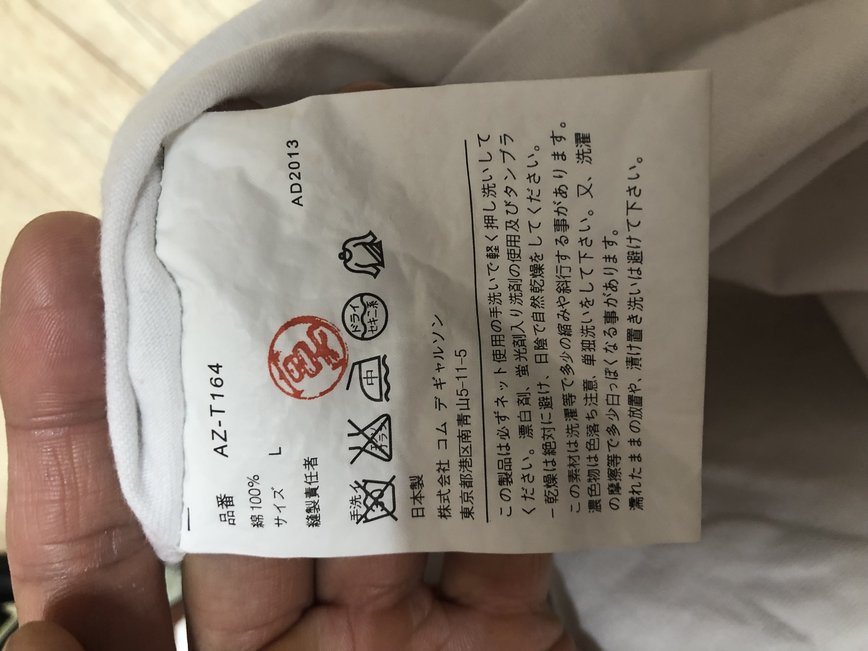 AD2013
品番 AZ-T164
綿100%
サイズ L
縫製責任者
手洗イ
エンソサラシ
中
ドライ
セキユ系
日本製
株式会社 コム デ ギャルソン
東京都港区南青山5-11-5
この製品は必ずネット使用の手洗いで軽く押し洗いして
ください。漂白剤、蛍光剤入り洗剤の使用及びタンブラ
ー乾燥は絶対に避け、日陰で自然乾燥をしてください。
この素材は洗濯等で多少の縮みや斜行する事があります。
濃色物は色落ち注意、単独洗いをして下さい。又、洗濯
の摩擦等で多少白っぽくなる事があります。
濡れたままの放置や、漬け置き洗いは避けて下さい。